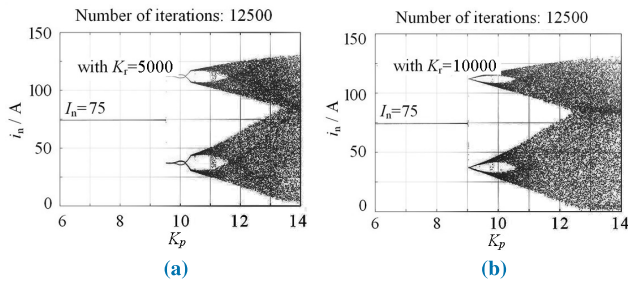 Number of iterations: 12500
150
100
50
0
iₙ / A
with Kᵣ=5000
Iₙ=75
6 8 10 12 14
Kₚ
(a)
Number of iterations: 12500
150
100
50
0
iₙ / A
with Kᵣ=10000
Iₙ=75
6 8 10 12 14
Kₚ
(b)